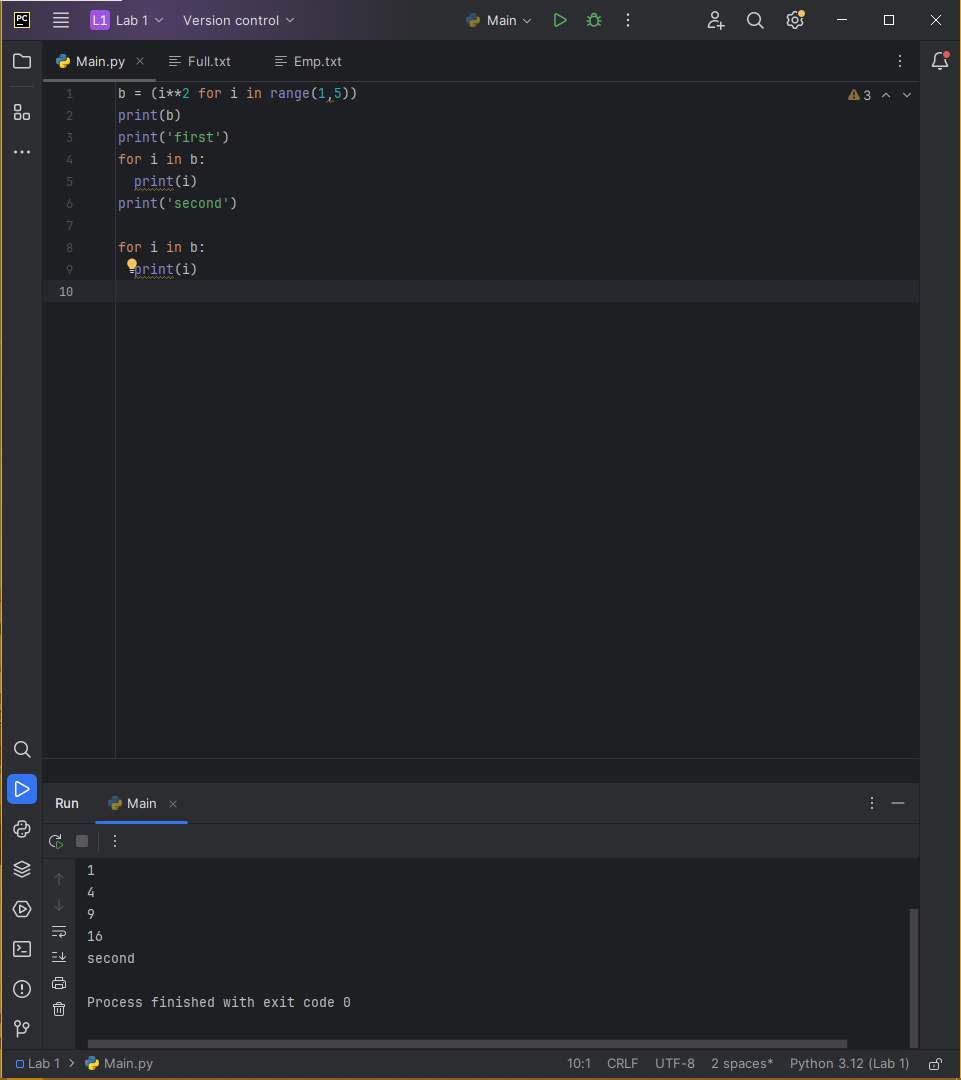 PC L1 Lab 1 Version control Main
Main.py Full.txt Emp.txt
1 b = (i**2 for i in range(1,5)) 3
2 print(b)
3 print('first')
4 for i in b:
5 print(i)
6 print('second')
7
8 for i in b:
9 print(i)
10
Run Main
1
4
9
16
second
Process finished with exit code 0
Lab 1 > Main.py 10:1 CRLF UTF-8 2 spaces* Python 3.12 (Lab 1)